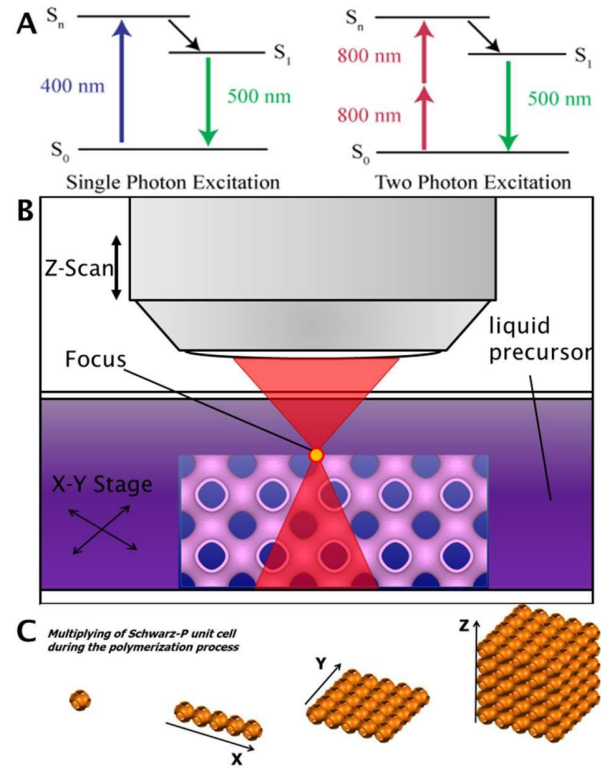 A
Sn
S1
400 nm
500 nm
S0
Single Photon Excitation
Sn
800 nm
S1
800 nm
500 nm
S0
Two Photon Excitation
B
Z-Scan
Focus
liquid
precursor
X-Y Stage
C
Multiplying of Schwarz-P unit cell
during the polymerization process
X
Y
Z